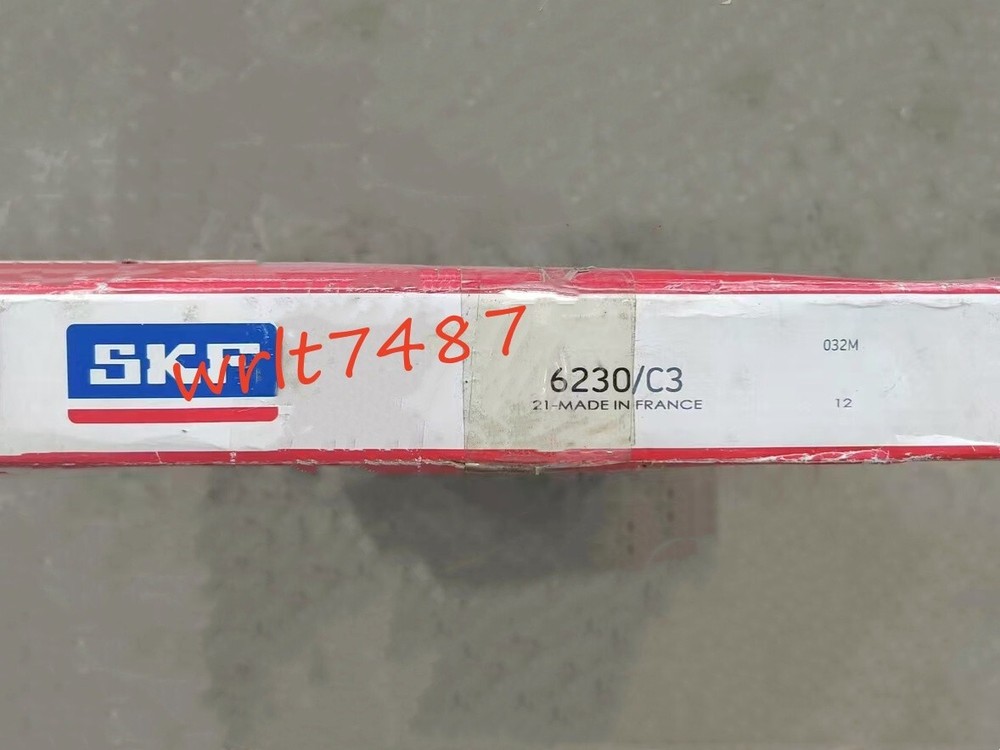 SKF
wrlt7487
6230/C3
21-MADE IN FRANCE
032M
12